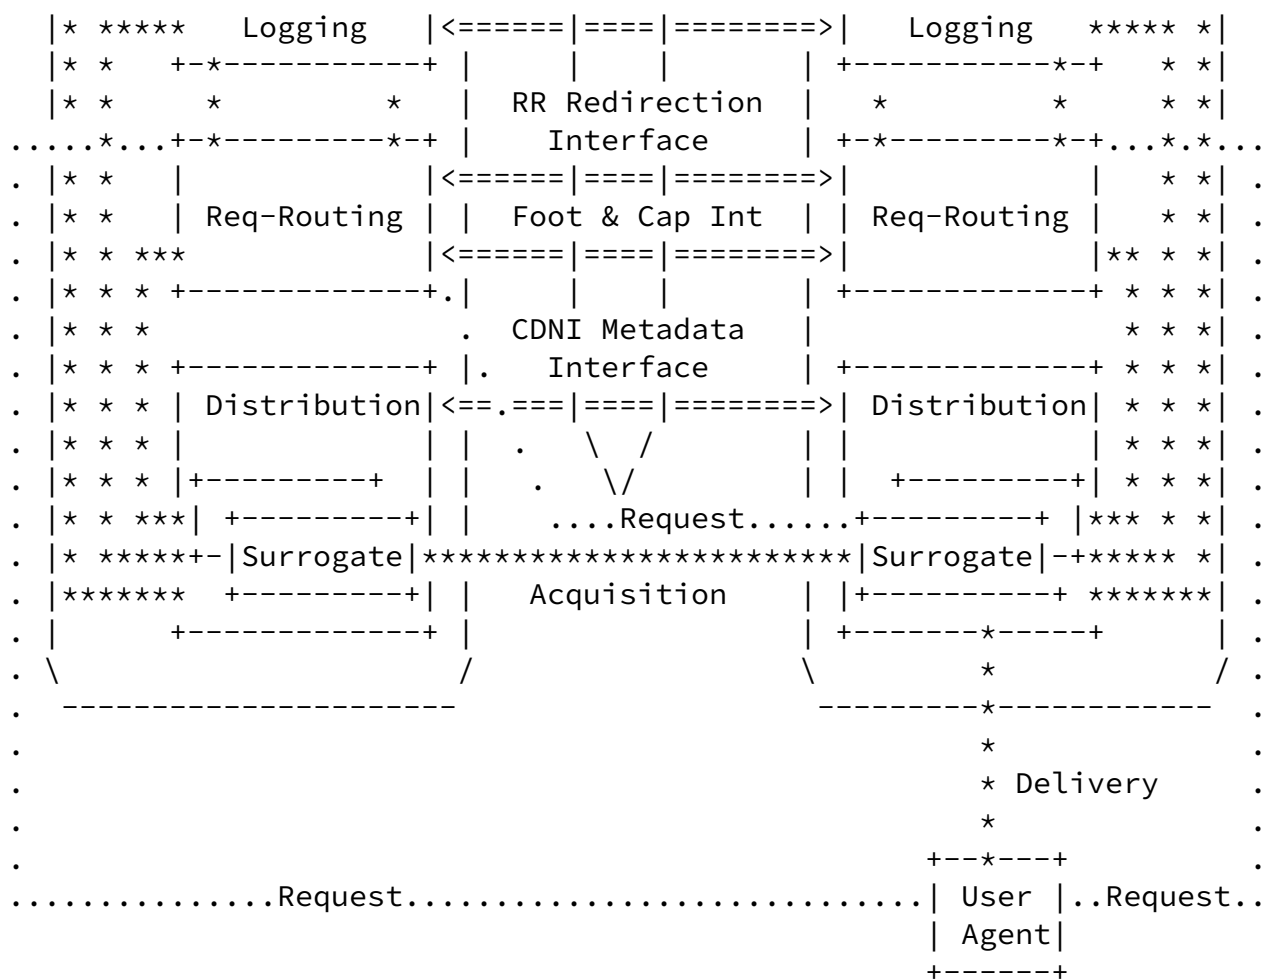 |* *****   Logging   |<======|====|========>|   Logging   ***** *|
  |* *   +-*-----------+ |     |    |       | +-----------*-+   * *|
  |* *     *         *   |  RR Redirection  |   *         *     * *|
.....*...+-*---------*-+ |    Interface     | +-*---------*-+...*.*...
. |* *   |             |<======|====|========>|             |   * *| .
. |* *   | Req-Routing | |  Foot & Cap Int  | | Req-Routing |   * *| .
. |* * ***             |<======|====|========>|             |** * *| .
. |* * * +-------------+.|     |    |       | +-------------+ * * *| .
. |* * *                 .  CDNI Metadata   |                 * * *| .
. |* * * +-------------+ |.   Interface     | +-------------+ * * *| .
. |* * * | Distribution|<==.===|====|========>| Distribution| * * *| .
. |* * * |             | |  .   \  /        | |             | * * *| .
. |* * * |+---------+  | |   .   \/         | |  +---------+| * * *| .
. |* * ***| +---------+| |    ....Request......+---------+ |*** * *| .
. |* *****+-|Surrogate|************************|Surrogate|-+***** *| .
. |*******  +---------+| |   Acquisition    | |+----------+ *******| .
. |      +-------------+ |                  | +-------*-----+      | .
. \                      /                  \         *            / .
.  ----------------------                    ---------*------------  .
.                                                     *              .
.                                                     * Delivery     .
.                                                     *              .
.                                                  +--*---+          .
...............Request.............................| User |..Request..
                                                   | Agent|
                                                   +------+